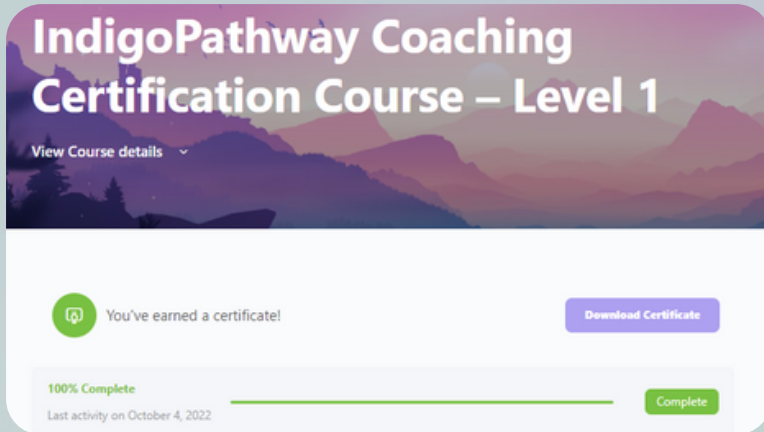 IndigoPathway Coaching
Certification Course – Level 1
View Course details
You've earned a certificate!
Download Certificate
100% Complete
Last activity on October 4, 2022
Complete